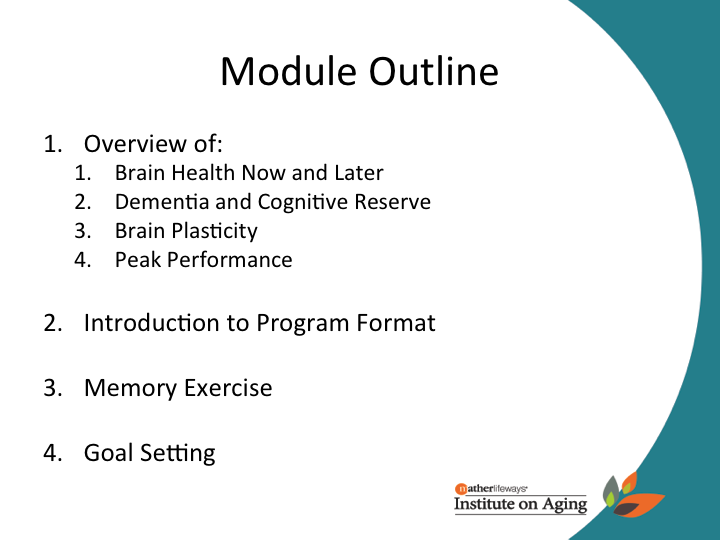 Module Outline
1. Overview of:
1. Brain Health Now and Later
2. Dementia and Cognitive Reserve
3. Brain Plasticity
4. Peak Performance
2. Introduction to Program Format
3. Memory Exercise
4. Goal Setting
matherlifeways
Institute on Aging